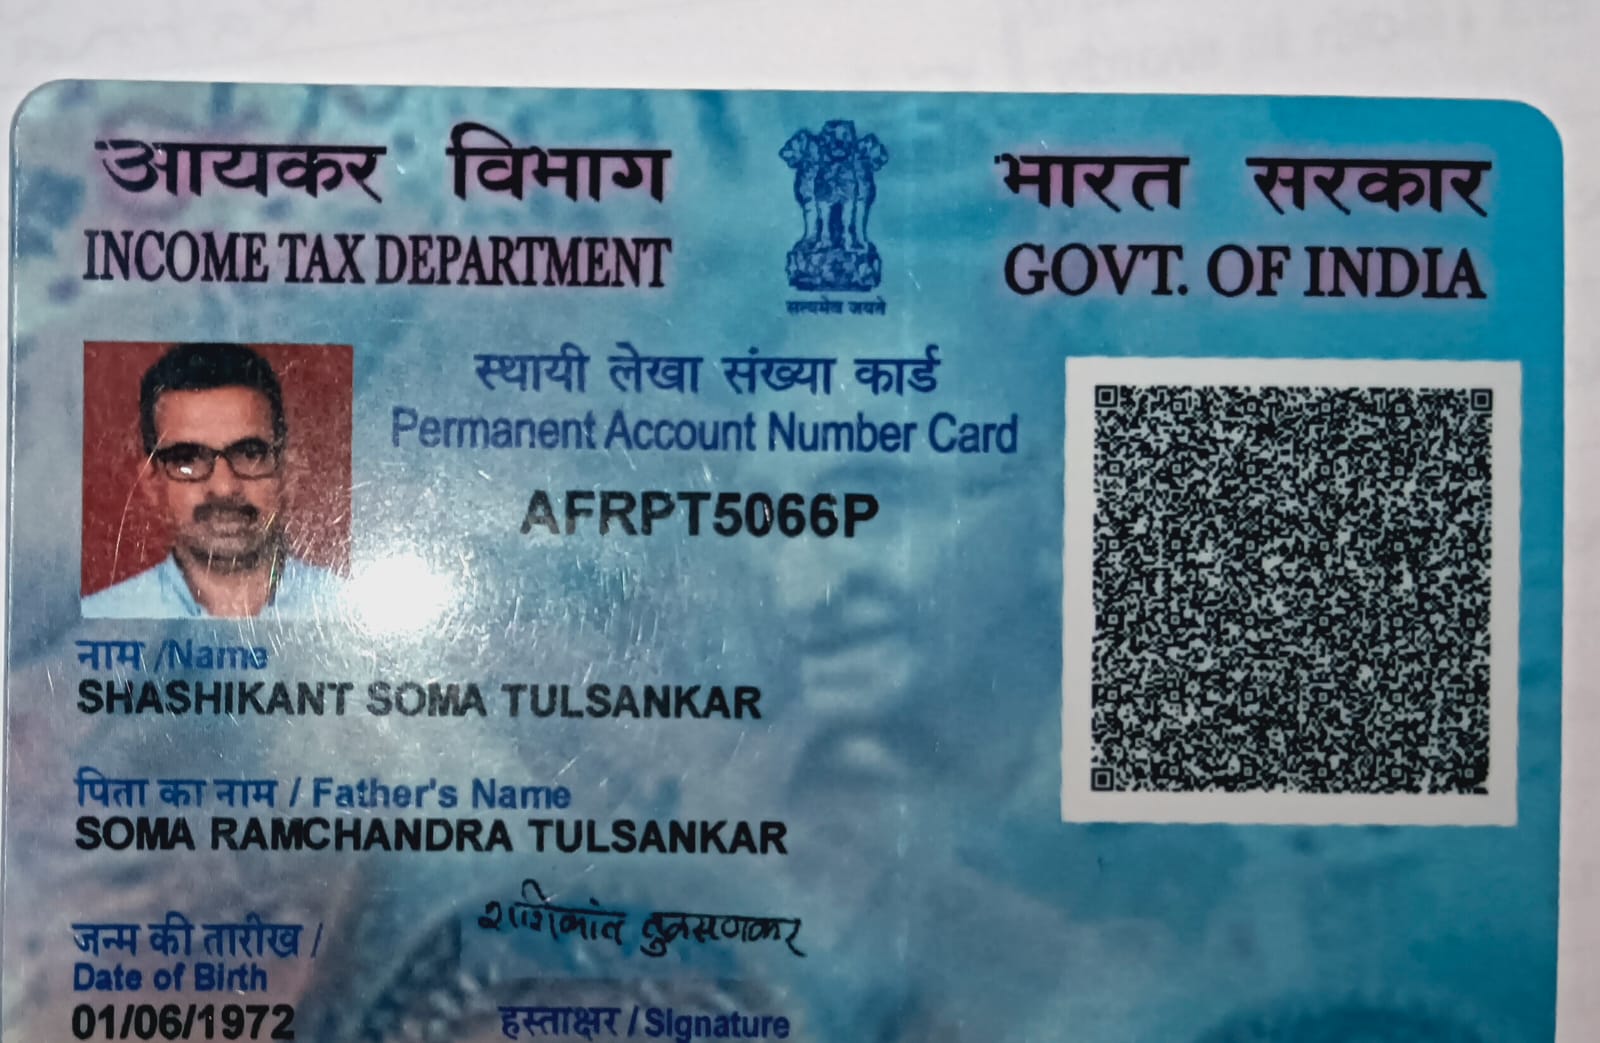 आयकर विभाग
INCOME TAX DEPARTMENT
भारत सरकार
GOVT. OF INDIA
सत्यमेव जयते
स्थायी लेखा संख्या कार्ड
Permanent Account Number Card
AFRPT5066P
नाम /Name
SHASHIKANT SOMA TULSANKAR
पिता का नाम / Father's Name
SOMA RAMCHANDRA TULSANKAR
जन्म की तारीख /
Date of Birth
01/06/1972
शशिकांत तुळसणकर
हस्ताक्षर / Signature